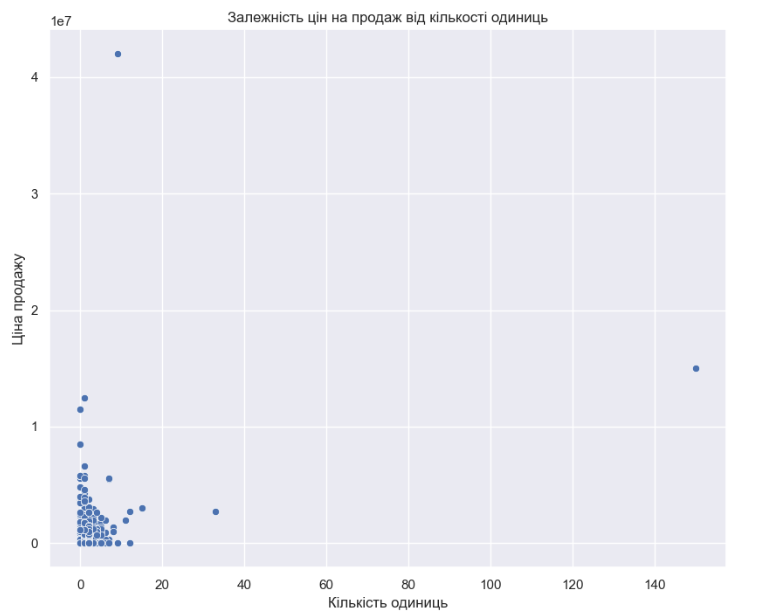 Залежність цін на продаж від кількості одиниць
1e7
4
3
2
1
0
Ціна продажу
0 20 40 60 80 100 120 140
Кількість одиниць